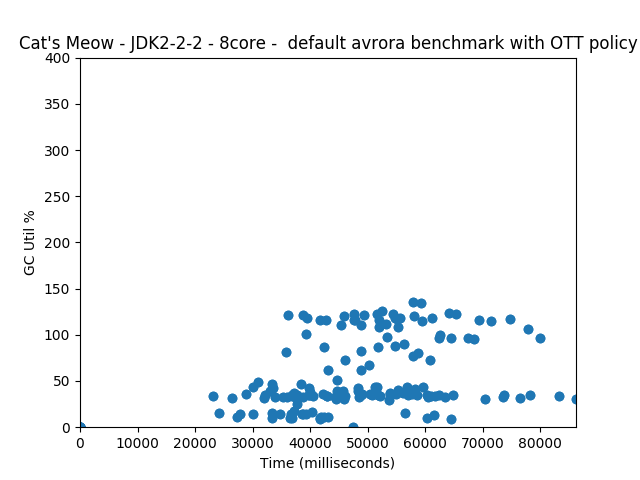 Cat's Meow - JDK2-2-2 - 8core -  default avrora benchmark with OTT policy
400
350
300
250
200
150
100
50
0
GC Util %
0 10000 20000 30000 40000 50000 60000 70000 80000
Time (milliseconds)